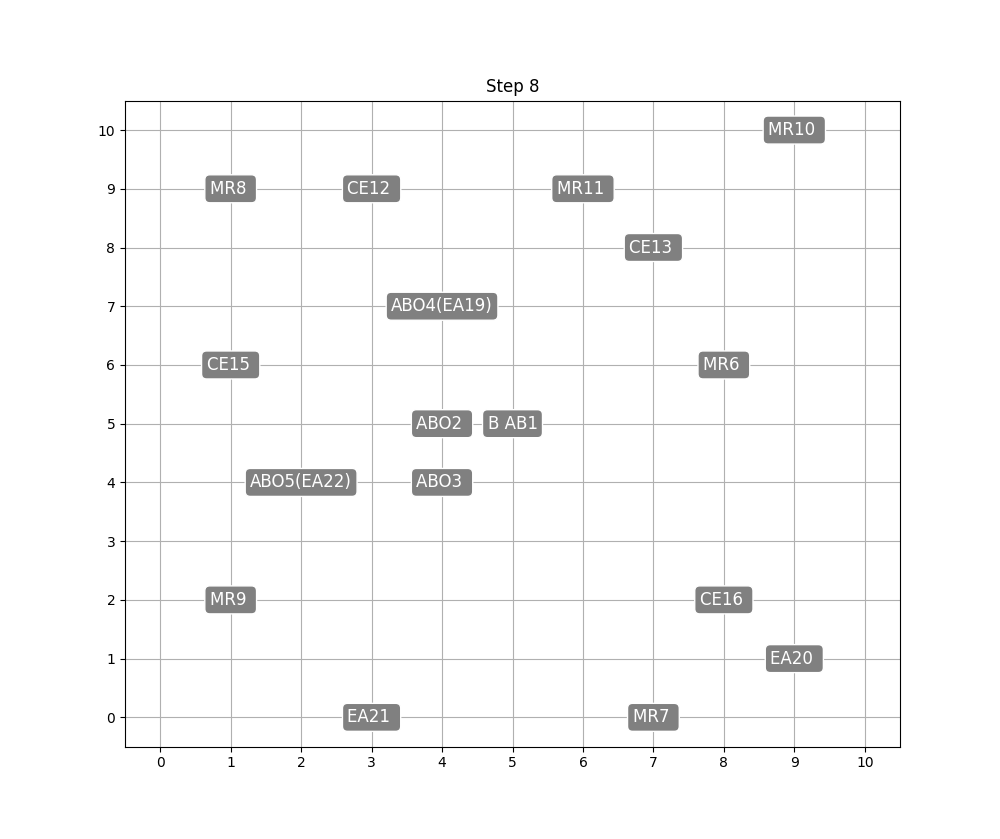 Step 8
10
MR10
9
MR8
CE12
MR11
8
CE13
7
ABO4(EA19)
6
CE15
MR6
5
ABO2
B AB1
4
ABO5(EA22)
ABO3
3
2
MR9
CE16
1
EA20
0
EA21
MR7
0 1 2 3 4 5 6 7 8 9 10